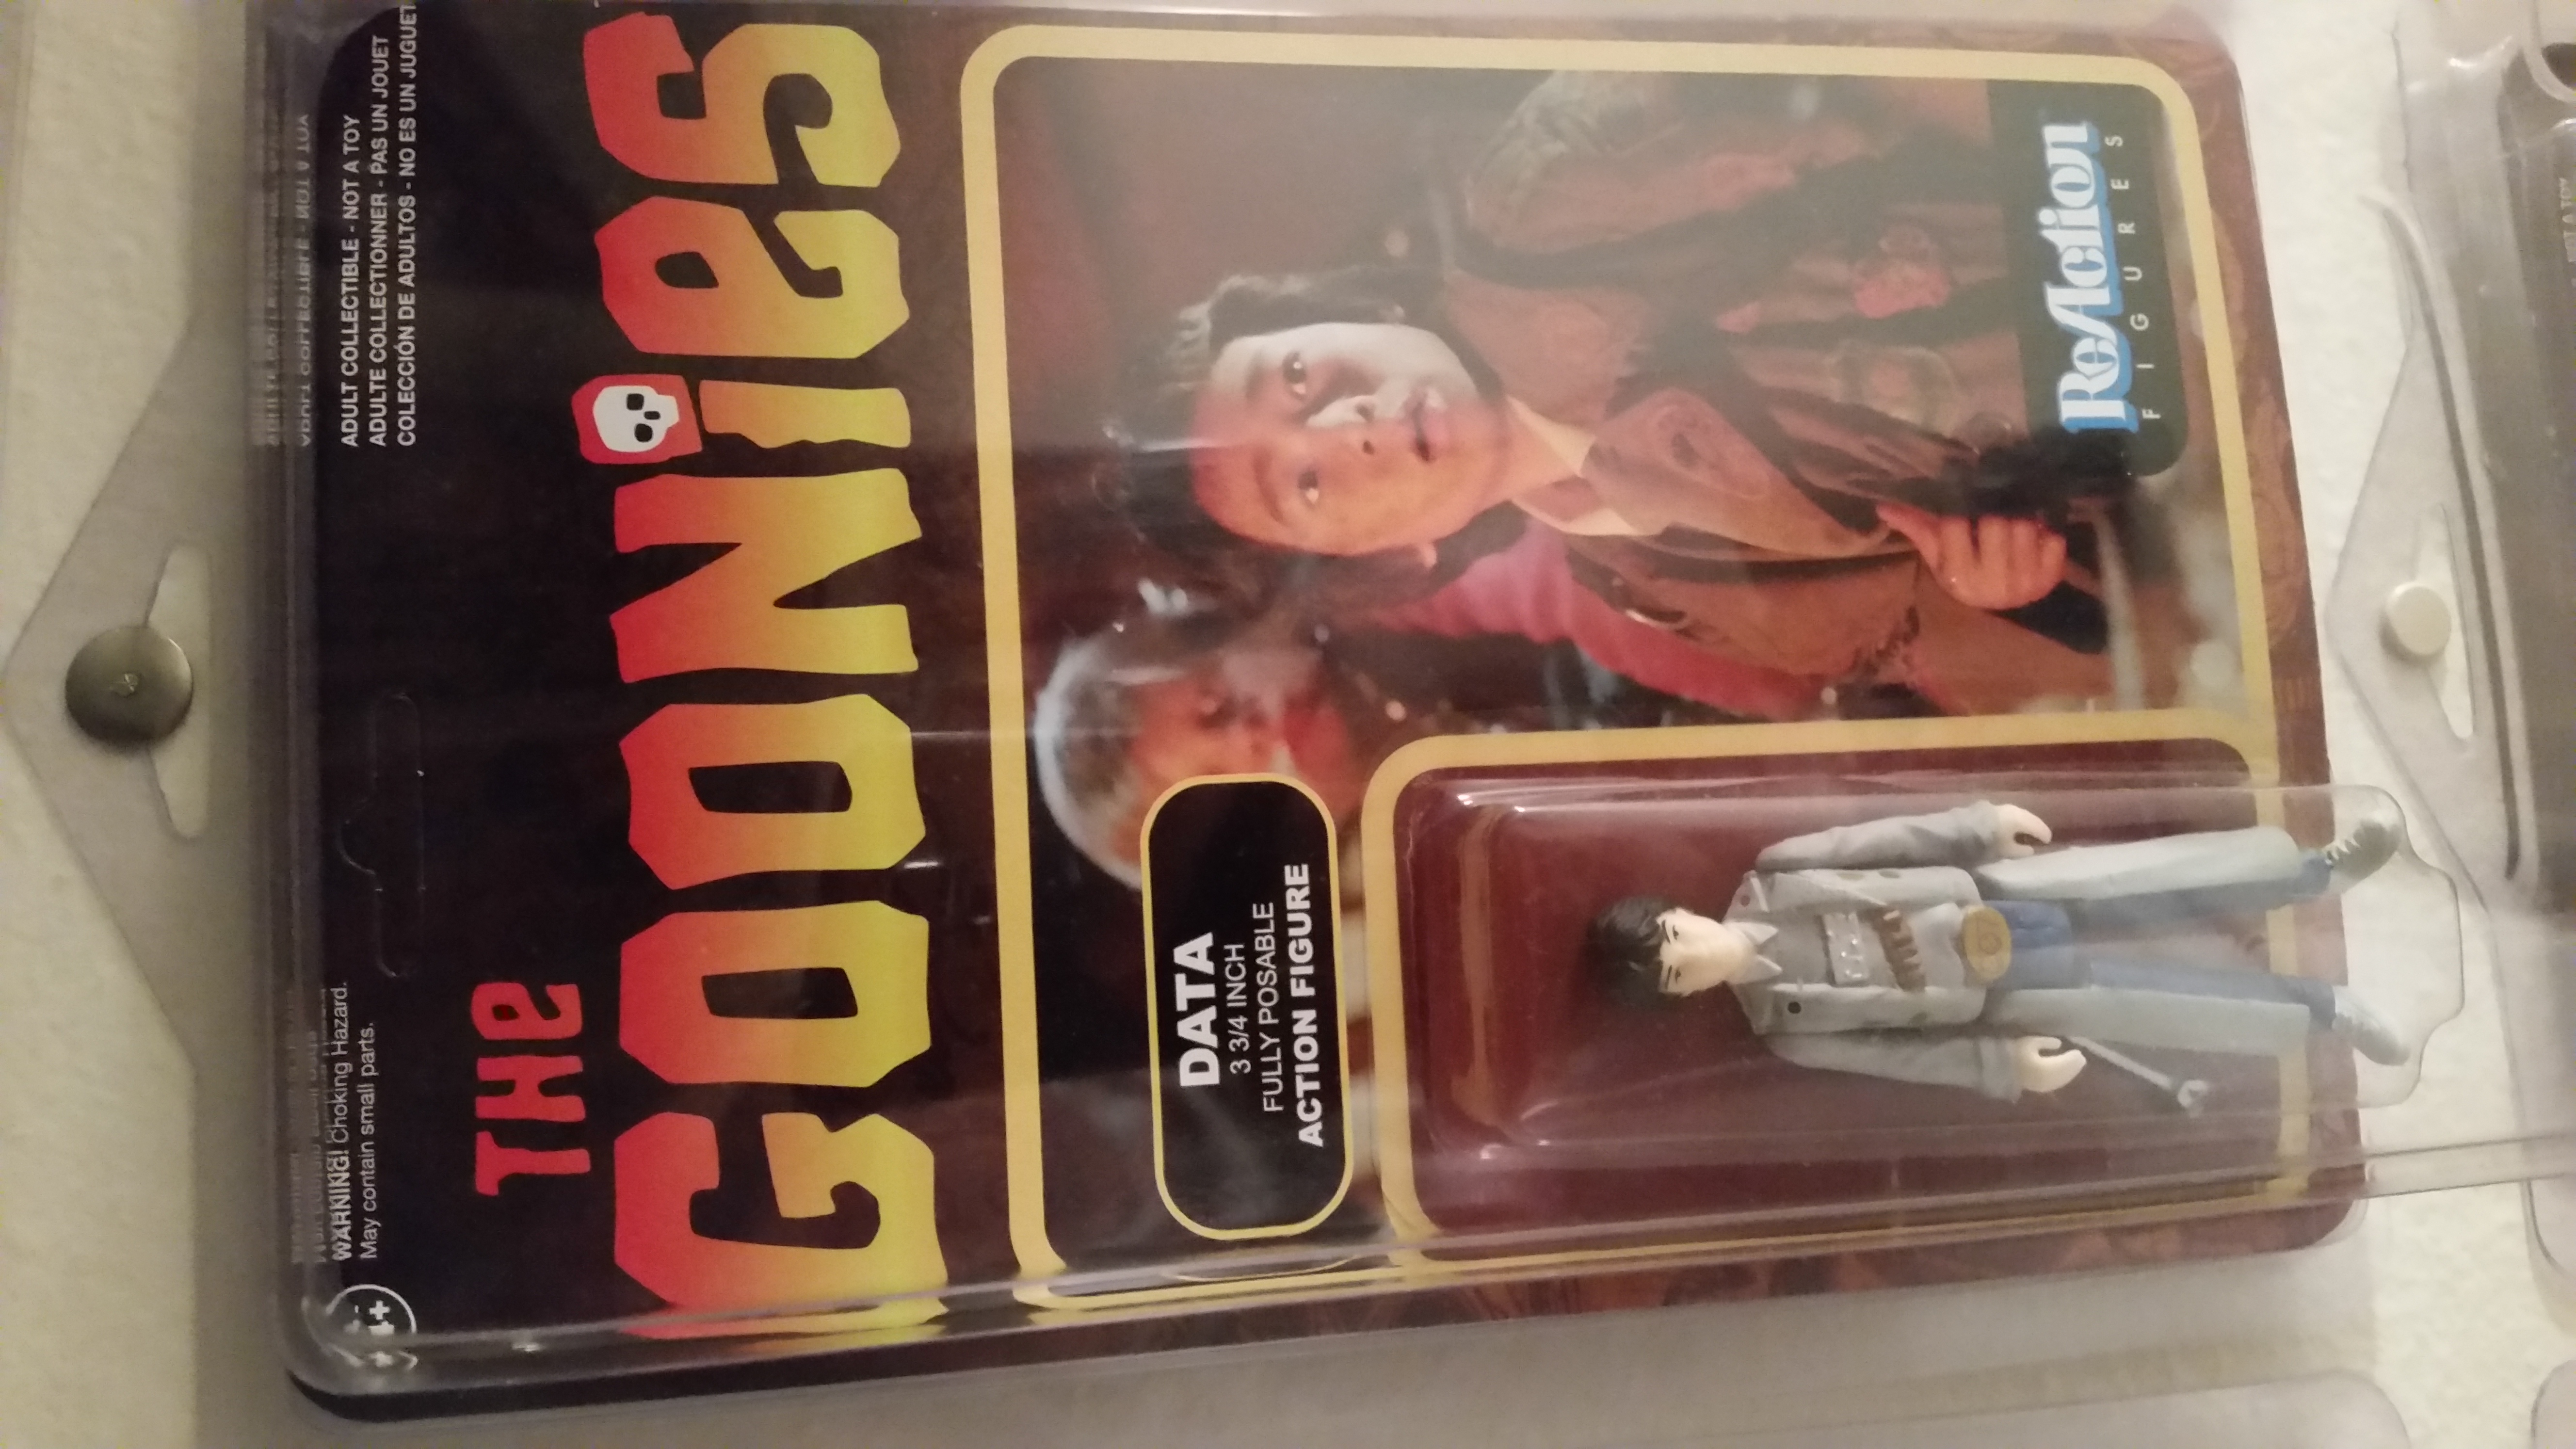 WARNING! Choking Hazard.
May contain small parts.
ADULT COLLECTIBLE - NOT A TOY
ADULTE COLLECTIONNER - PAS UN JOUET
COLECCIÓN DE ADULTOS - NO ES UN JUGUET
THE
GOONIES
DATA
3 3/4 INCH
FULLY POSABLE
ACTION FIGURE
ReAction
FIGURES